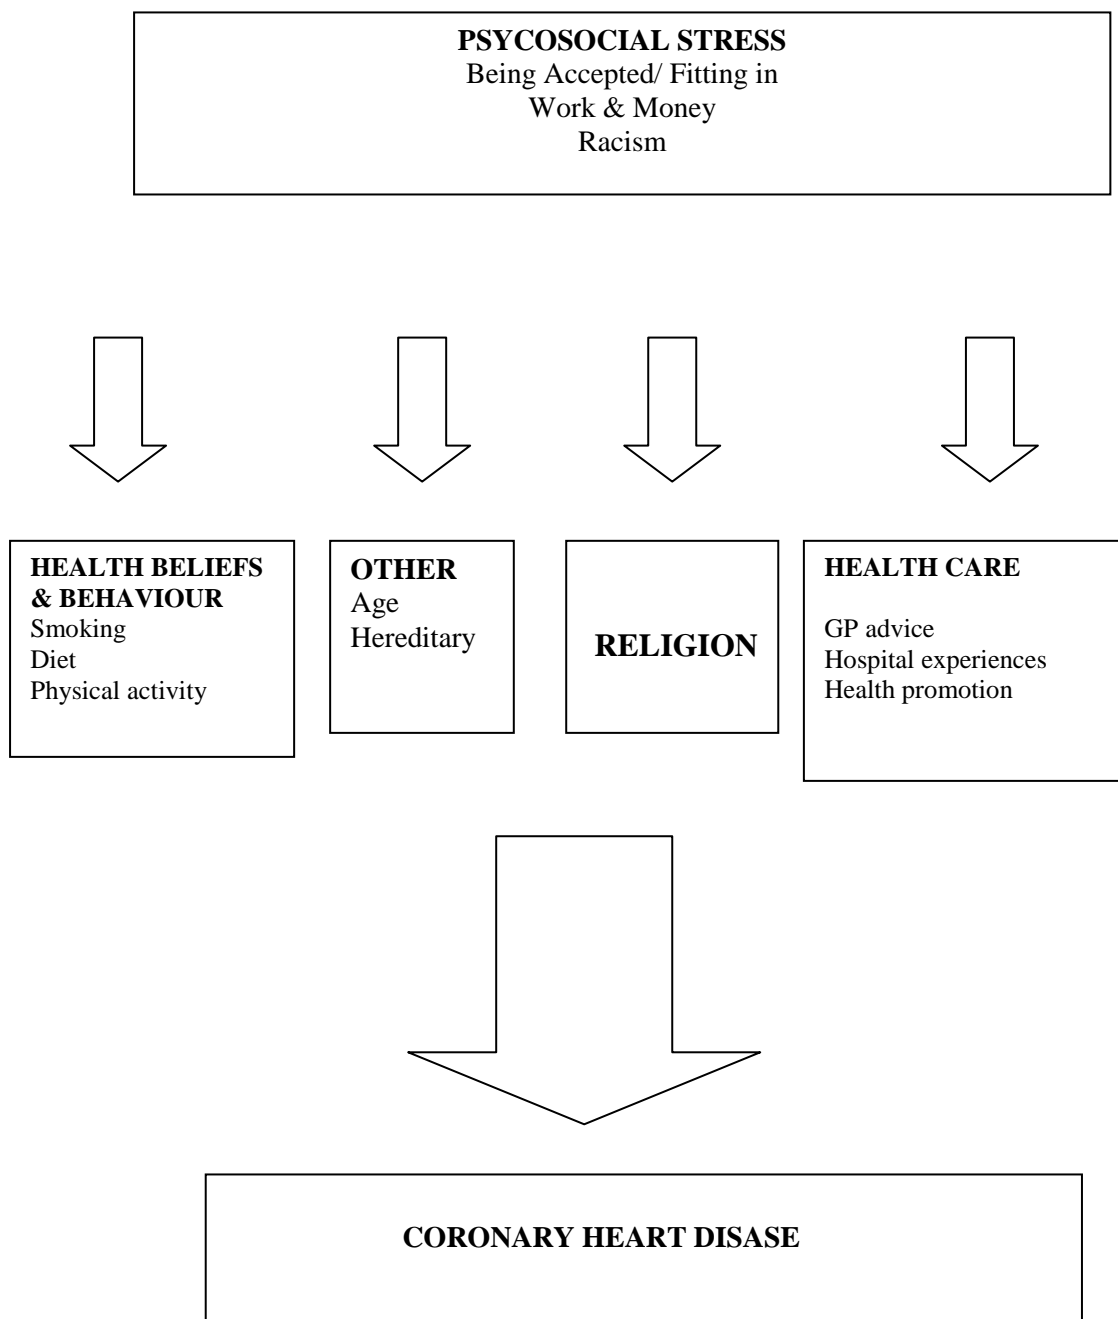 PSYCOSOCIAL STRESS
Being Accepted/ Fitting in
Work & Money
Racism
HEALTH BELIEFS
& BEHAVIOUR
Smoking
Diet
Physical activity
OTHER
Age
Hereditary
RELIGION
HEALTH CARE
GP advice
Hospital experiences
Health promotion
CORONARY HEART DISASE